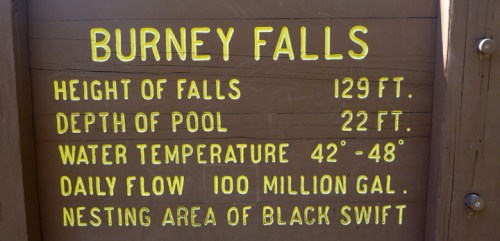 BURNEY FALLS
HEIGHT OF FALLS 129 FT.
DEPTH OF POOL 22 FT.
WATER TEMPERATURE 42° - 48°
DAILY FLOW 100 MILLION GAL.
NESTING AREA OF BLACK SWIFT